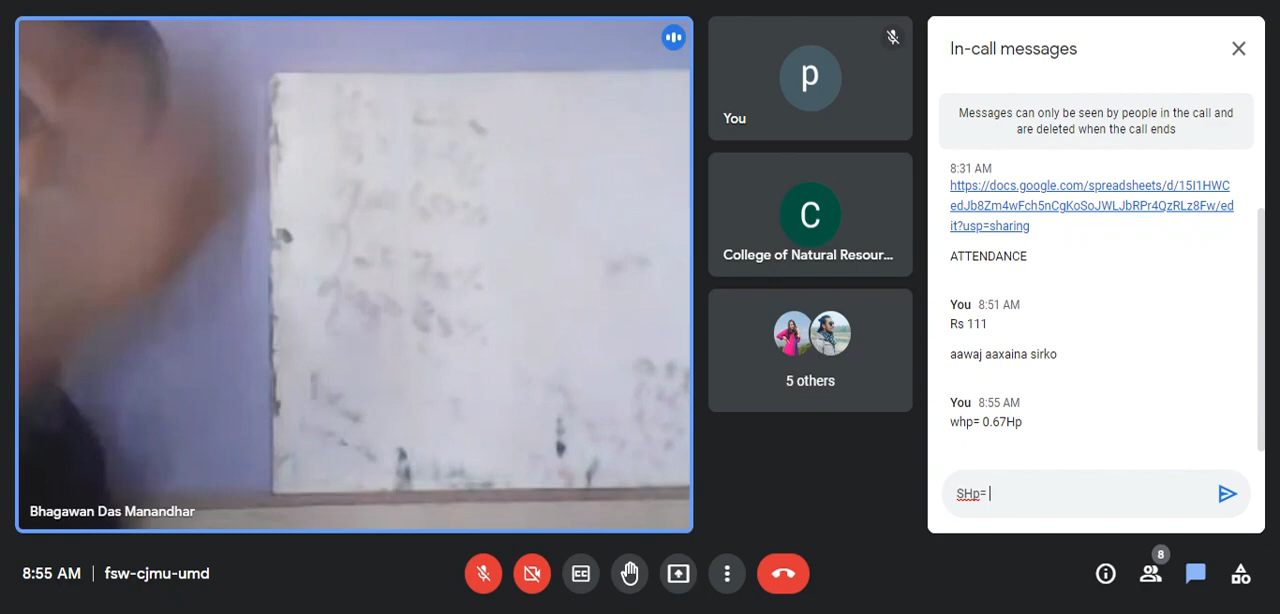 Bhagawan Das Manandhar
p
You
C
College of Natural Resour...
5 others
In-call messages
Messages can only be seen by people in the call and
are deleted when the call ends
8:31 AM
https://docs.google.com/spreadsheets/d/15I1HWC
edJb8Zm4wFch5nCgKoSoJWLJbRPr4QzRLz8Fw/ed
it?usp=sharing
ATTENDANCE
You 8:51 AM
Rs 111
aawaj aaxaina sirko
You 8:55 AM
whp= 0.67Hp
SHp=
8:55 AM | fsw-cjmu-umd
8